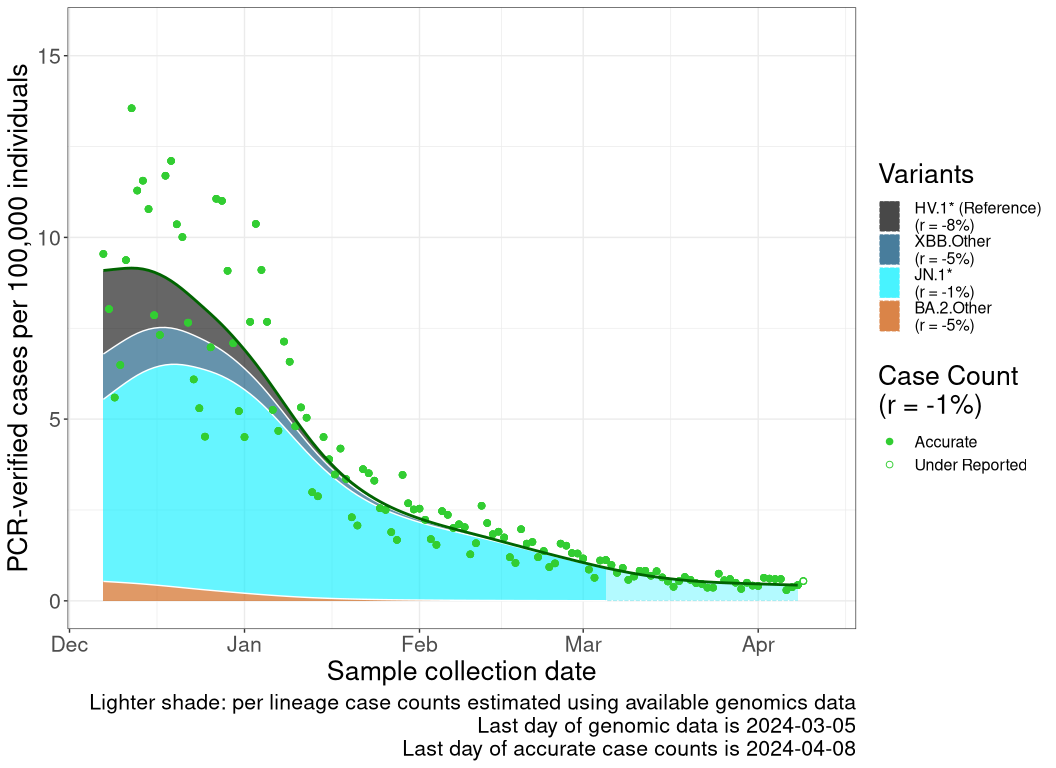 PCR-verified cases per 100,000 individuals
15
10
5
0
Dec
Jan
Feb
Mar
Apr
Sample collection date
Lighter shade: per lineage case counts estimated using available genomics data
Last day of genomic data is 2024-03-05
Last day of accurate case counts is 2024-04-08
Variants
HV.1* (Reference)
(r = -8%)
XBB.Other
(r = -5%)
JN.1*
(r = -1%)
BA.2.Other
(r = -5%)
Case Count
(r = -1%)
Accurate
Under Reported